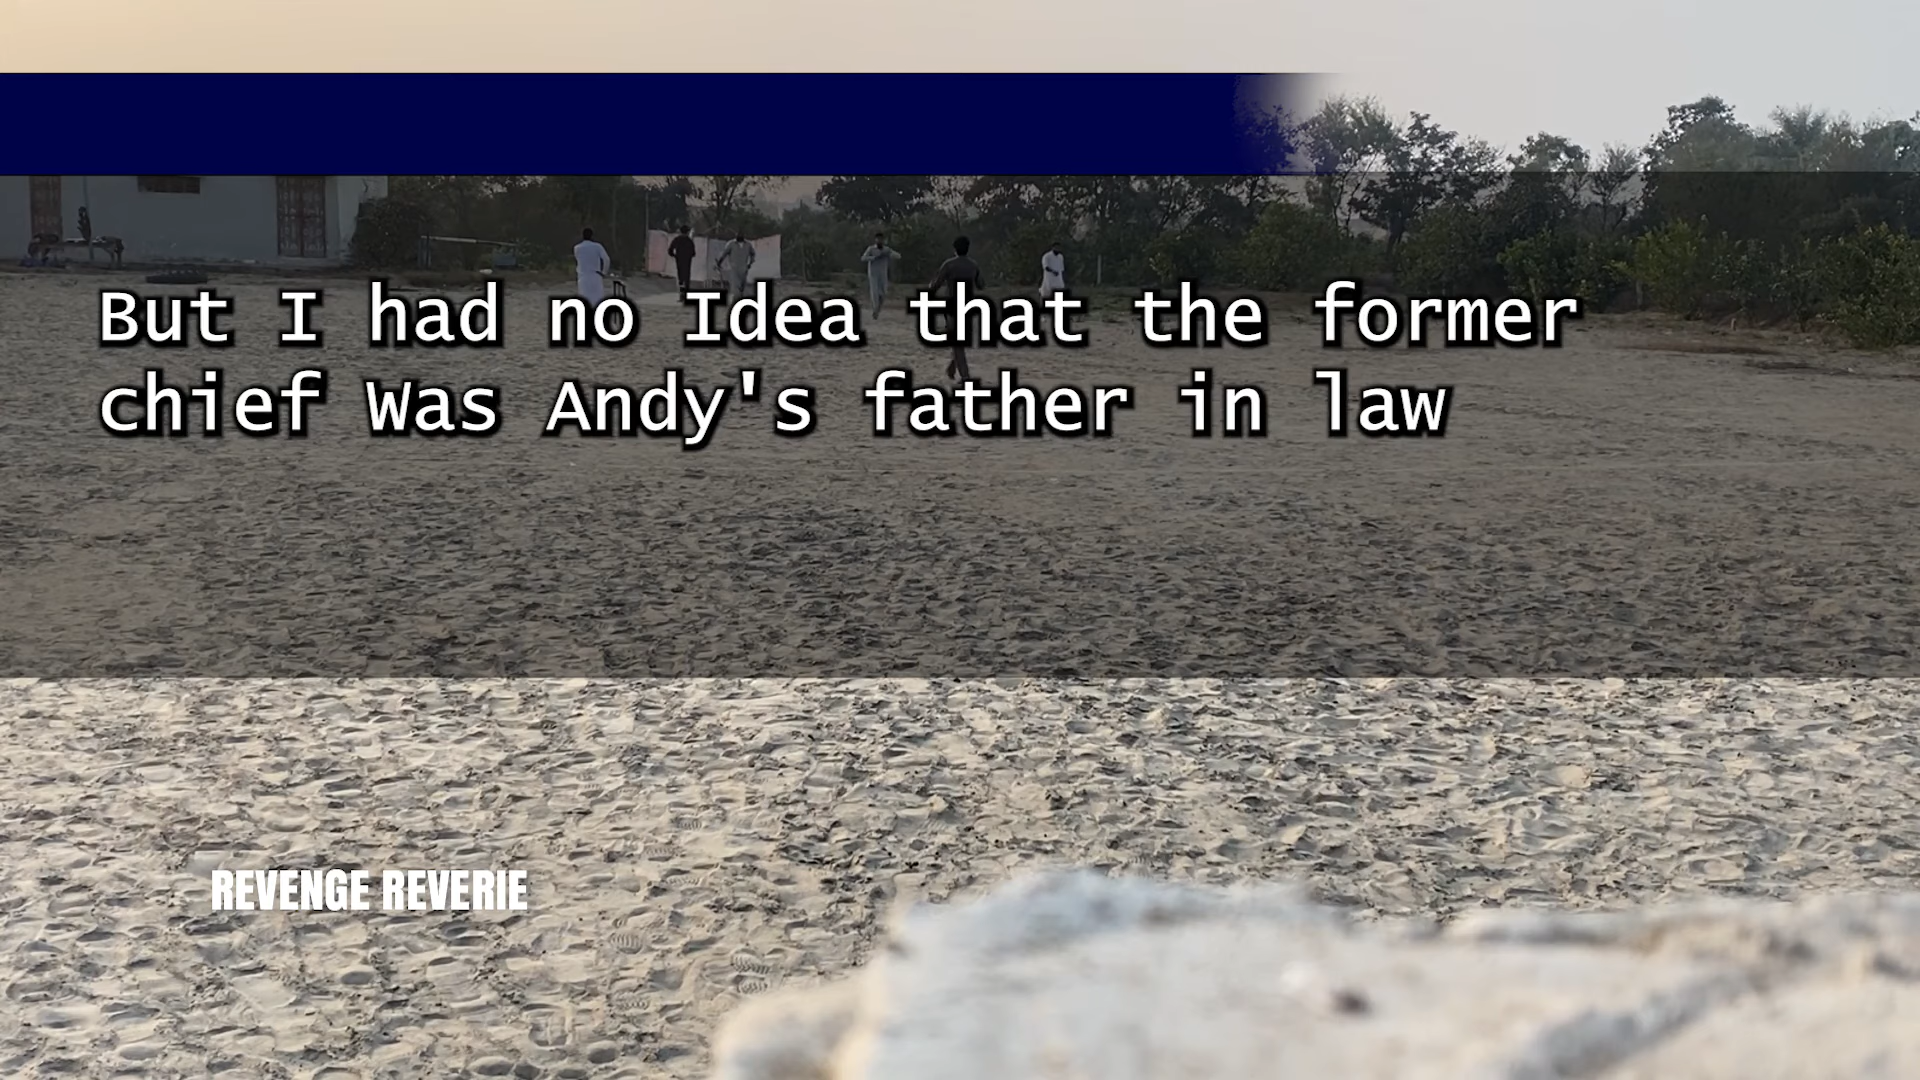 But I had no Idea that the former
chief Was Andy's father in law
REVENGE REVERIE